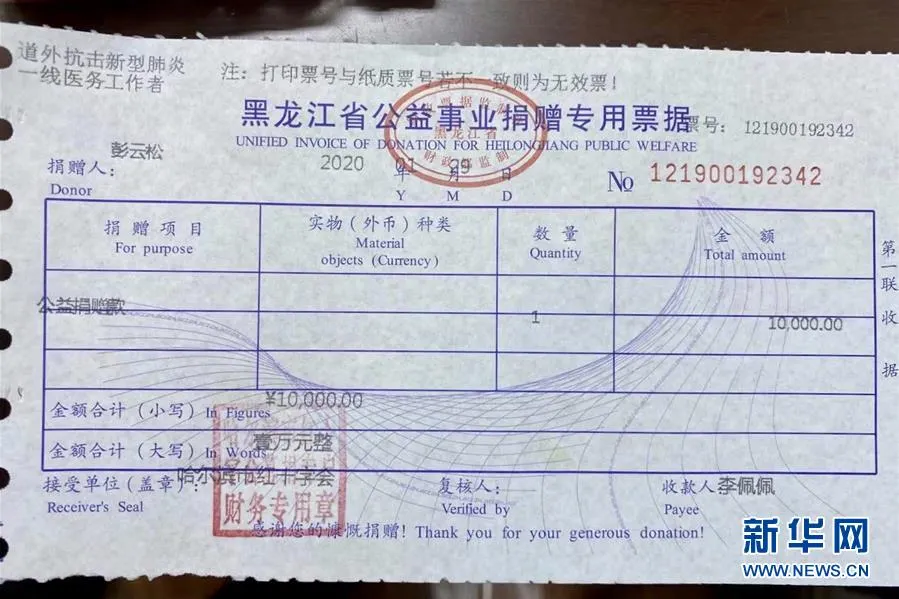 道外抗击新型肺炎
一线医务工作者
注：打印票号与纸质票号若不一致则为无效票！
黑龙江省公益事业捐赠专用票据
票号： 121900192342
UNIFIED INVOICE OF DONATION FOR HEILONGJIANG PUBLIC WELFARE
黑龙江省
财政部监制
捐赠人： 彭云松
Donor
2020 年 01 月 29 日
Y M D
№ 121900192342
捐赠项目 实物（外币）种类 数量 金额
For purpose Material objects (Currency) Quantity Total amount
公益捐赠款 1 10,000.00
金额合计（小写）In Figures ¥10,000.00
金额合计（大写）In Words 壹万元整
接受单位（盖章）： 哈尔滨市红十字会 复核人： 收款人 李佩佩
Receiver's Seal Verified by Payee
财务专用章
感谢您的慷慨捐赠！Thank you for your generous donation!
第一联 收据
新华网
WWW.NEWS.CN